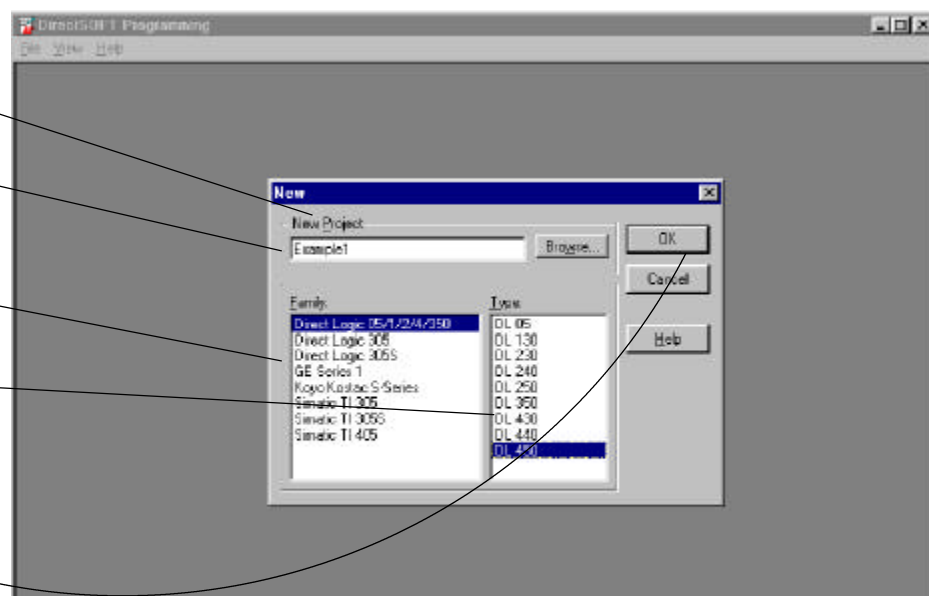 DirectSOFT Programming
File View Help
New
New Project
Example1
Browse...
OK
Cancel
Help
Family
Type
Direct Logic 05/1/2/4/350
Direct Logic 305
Direct Logic 305S
GE Series 1
Koyo Kostac S-Series
Simatic TI 305
Simatic TI 305S
Simatic TI 405
DL 05
DL 130
DL 230
DL 240
DL 250
DL 350
DL 430
DL 440
DL 450